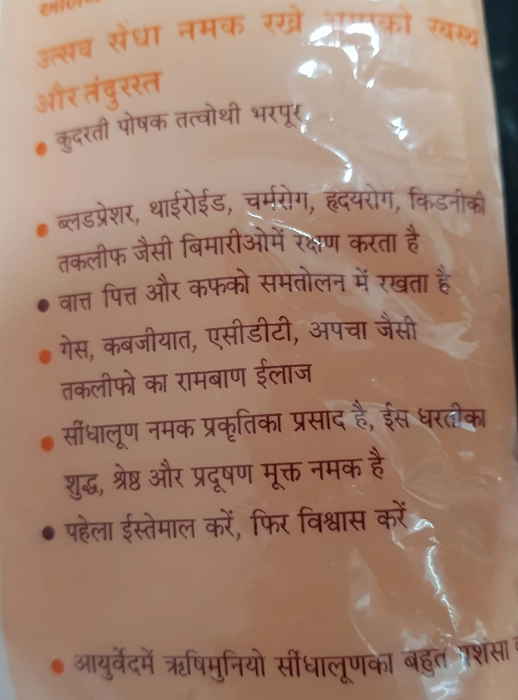 उत्सव सेंधा नमक रखे आपको स्वस्थ
और तंदुरस्त
कुदरती पोषक तत्वोथी भरपूर
ब्लडप्रेशर, थाईरोईड, चर्मरोग, हृदयरोग, किडनीकी
तकलीफ जैसी बिमारीओमें रक्षण करता है
वात्त पित्त और कफको समतोलन में रखता है
गेस, कबजीयात, एसीडीटी, अपचा जैसी
तकलीफो का रामबाण ईलाज
सींधालूण नमक प्रकृतिका प्रसाद है, ईस धरतीका
शुद्ध, श्रेष्ठ और प्रदूषण मूक्त नमक है
पहेला ईस्तेमाल करें, फिर विश्वास करें
आयुर्वेदमें ऋषिमुनियो सींधालूणका बहुत प्रशंसा